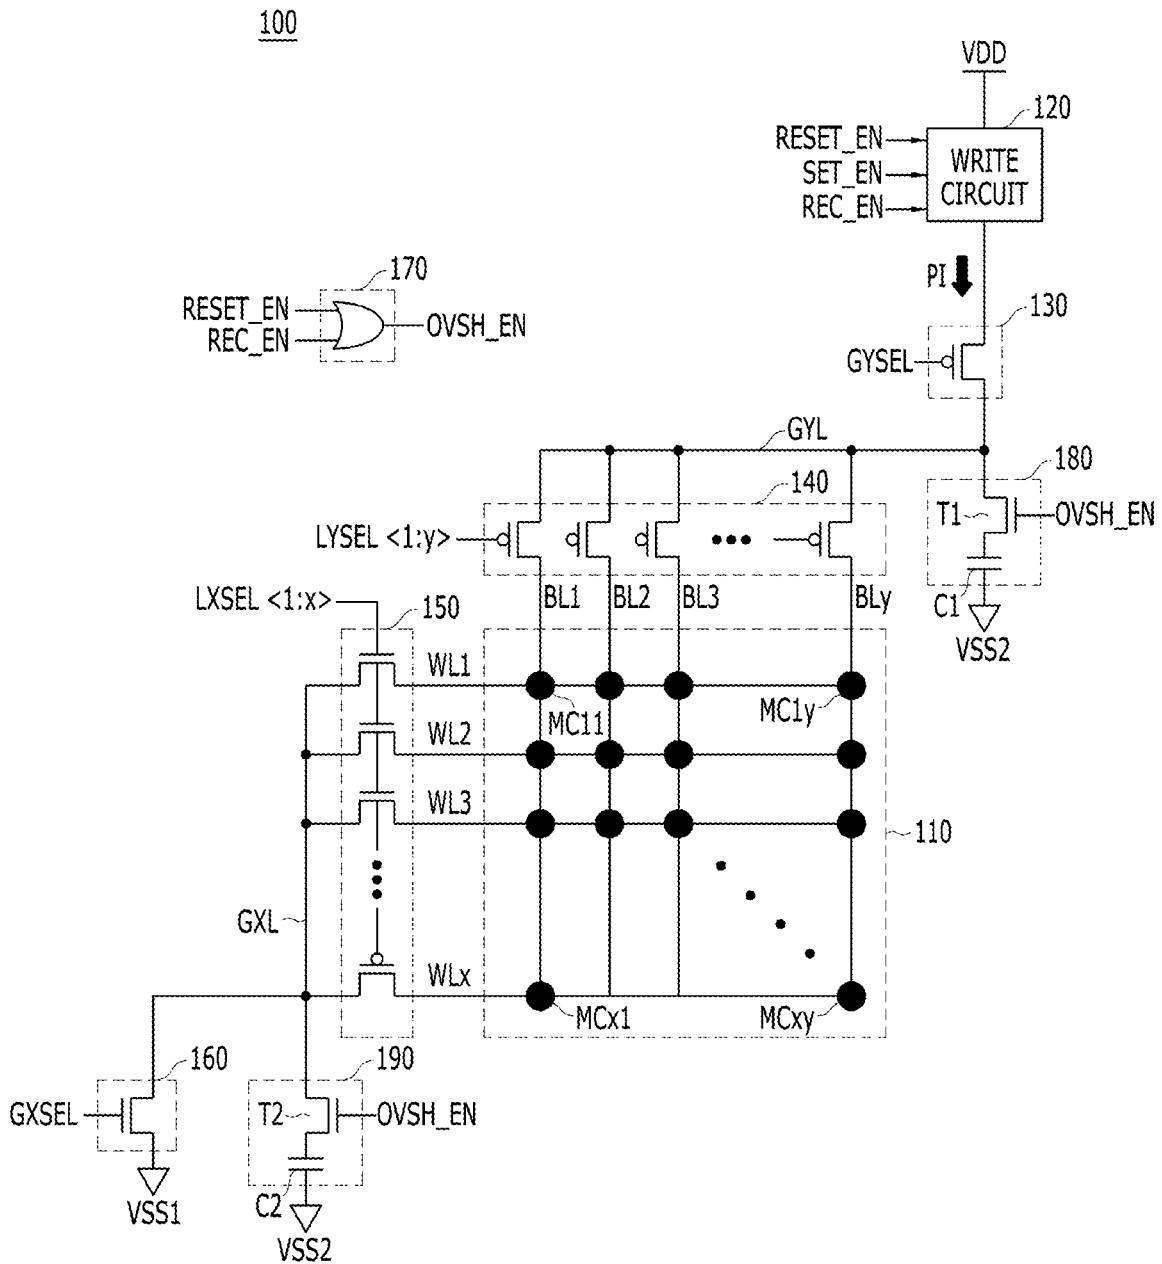 100
VDD
120
RESET_EN
SET_EN
REC_EN
WRITE
CIRCUIT
PI
170
RESET_EN
REC_EN
OVSH_EN
130
GYSEL
GYL
180
140
T1
OVSH_EN
LYSEL <1:y>
C1
VSS2
BL1
BL2
BL3
BLy
LXSEL <1:x>
150
WL1
MC11
MC1y
WL2
WL3
110
GXL
WLx
MCx1
MCxy
160
190
GXSEL
T2
OVSH_EN
VSS1
C2
VSS2